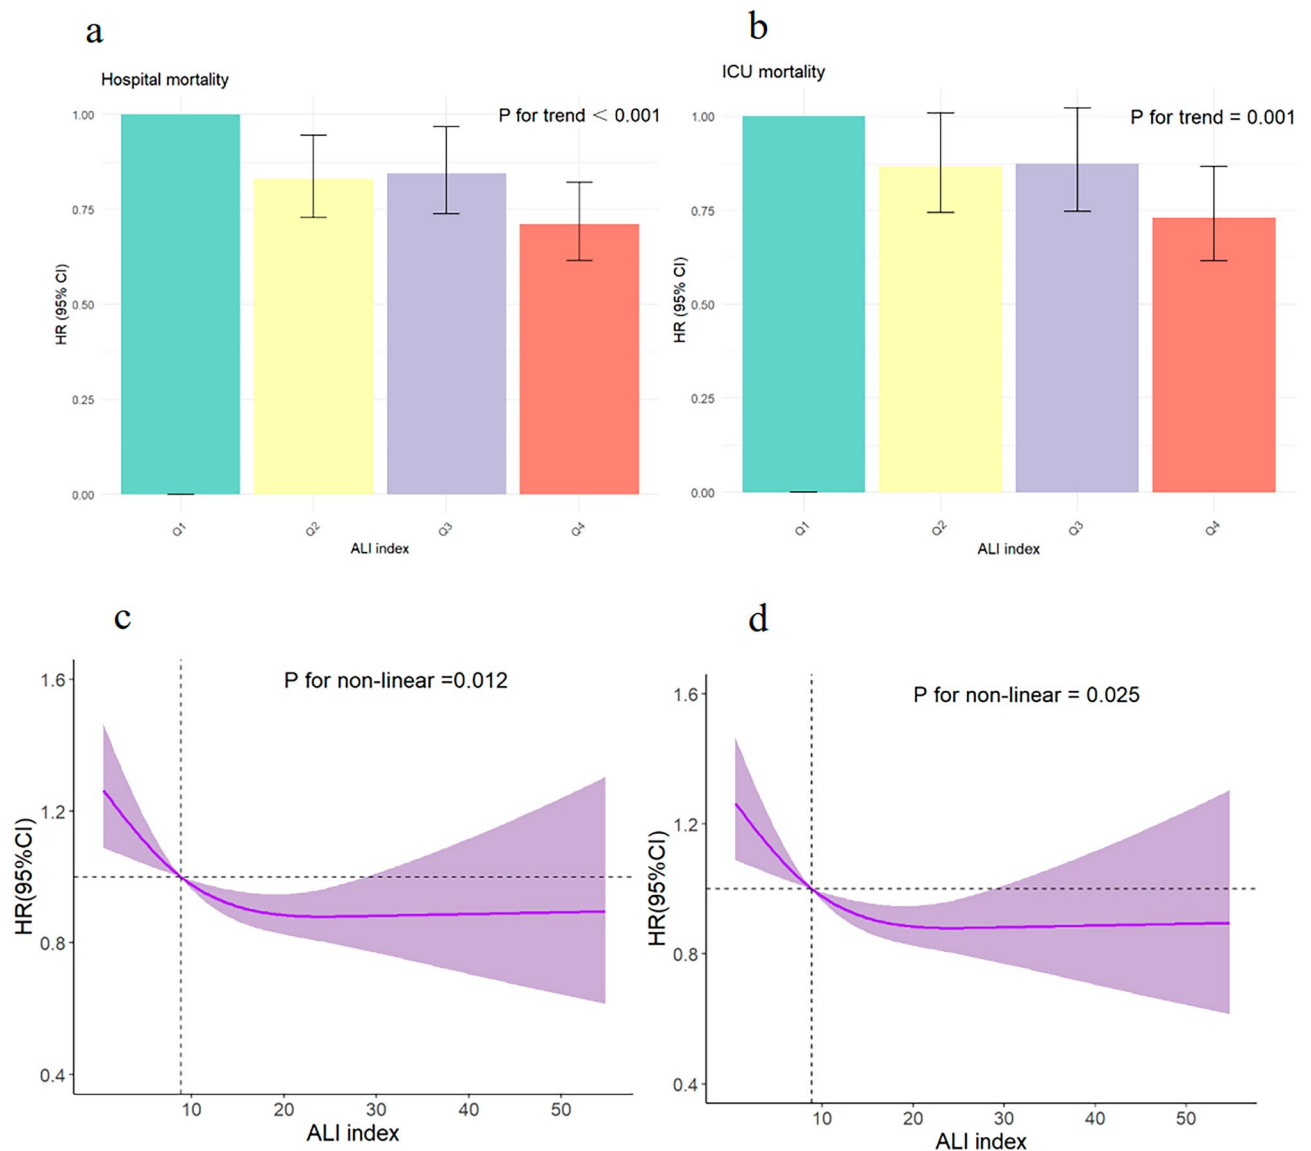 a
Hospital mortality
P for trend < 0.001
1.00
0.75
0.50
0.25
0.00
HR (95% CI)
Q1 Q2 Q3 Q4
ALI index
b
ICU mortality
P for trend = 0.001
1.00
0.75
0.50
0.25
0.00
HR (95% CI)
Q1 Q2 Q3 Q4
ALI index
c
P for non-linear =0.012
1.6
1.2
0.8
0.4
HR(95%CI)
10 20 30 40 50
ALI index
d
P for non-linear = 0.025
1.6
1.2
0.8
0.4
HR(95%CI)
10 20 30 40 50
ALI index